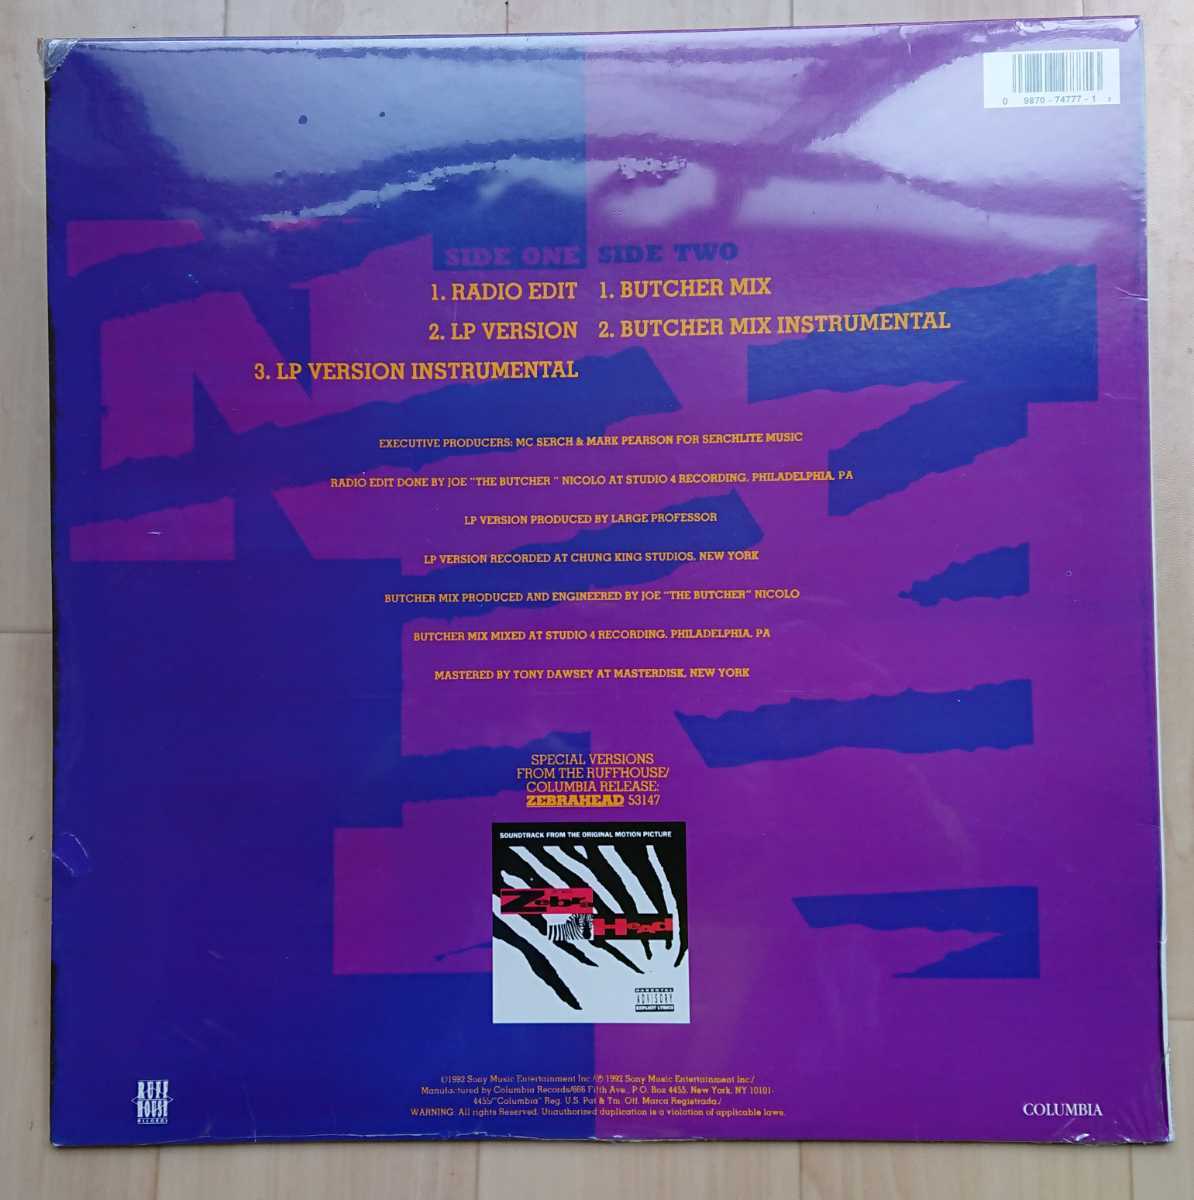 0 9870-74777-1
SIDE ONE SIDE TWO
1. RADIO EDIT
2. LP VERSION
3. LP VERSION INSTRUMENTAL
1. BUTCHER MIX
2. BUTCHER MIX INSTRUMENTAL
EXECUTIVE PRODUCERS: MC SERCH & MARK PEARSON FOR SERCHLITE MUSIC
RADIO EDIT DONE BY JOE "THE BUTCHER " NICOLO AT STUDIO 4 RECORDING, PHILADELPHIA, PA
LP VERSION PRODUCED BY LARGE PROFESSOR
LP VERSION RECORDED AT CHUNG KING STUDIOS, NEW YORK
BUTCHER MIX PRODUCED AND ENGINEERED BY JOE "THE BUTCHER" NICOLO
BUTCHER MIX MIXED AT STUDIO 4 RECORDING, PHILADELPHIA, PA
MASTERED BY TONY DAWSEY AT MASTERDISK, NEW YORK
SPECIAL VERSIONS
FROM THE RUFFHOUSE/
COLUMBIA RELEASE:
ZEBRAHEAD 53147
SOUNDTRACK FROM THE ORIGINAL MOTION PICTURE
Zebra
Head
PARENTAL
ADVISORY
EXPLICIT LYRICS
©1992 Sony Music Entertainment Inc./℗ 1992 Sony Music Entertainment Inc./
Manufactured by Columbia Records/666 Fifth Ave., P.O. Box 4455, New York, NY 10101-
4455/"Columbia" Reg. U.S. Pat & Tm. Off. Marca Registrada./
WARNING: All rights Reserved. Unauthorized duplication is a violation of applicable laws.
RUFF
HOUSE
RECORDS
COLUMBIA